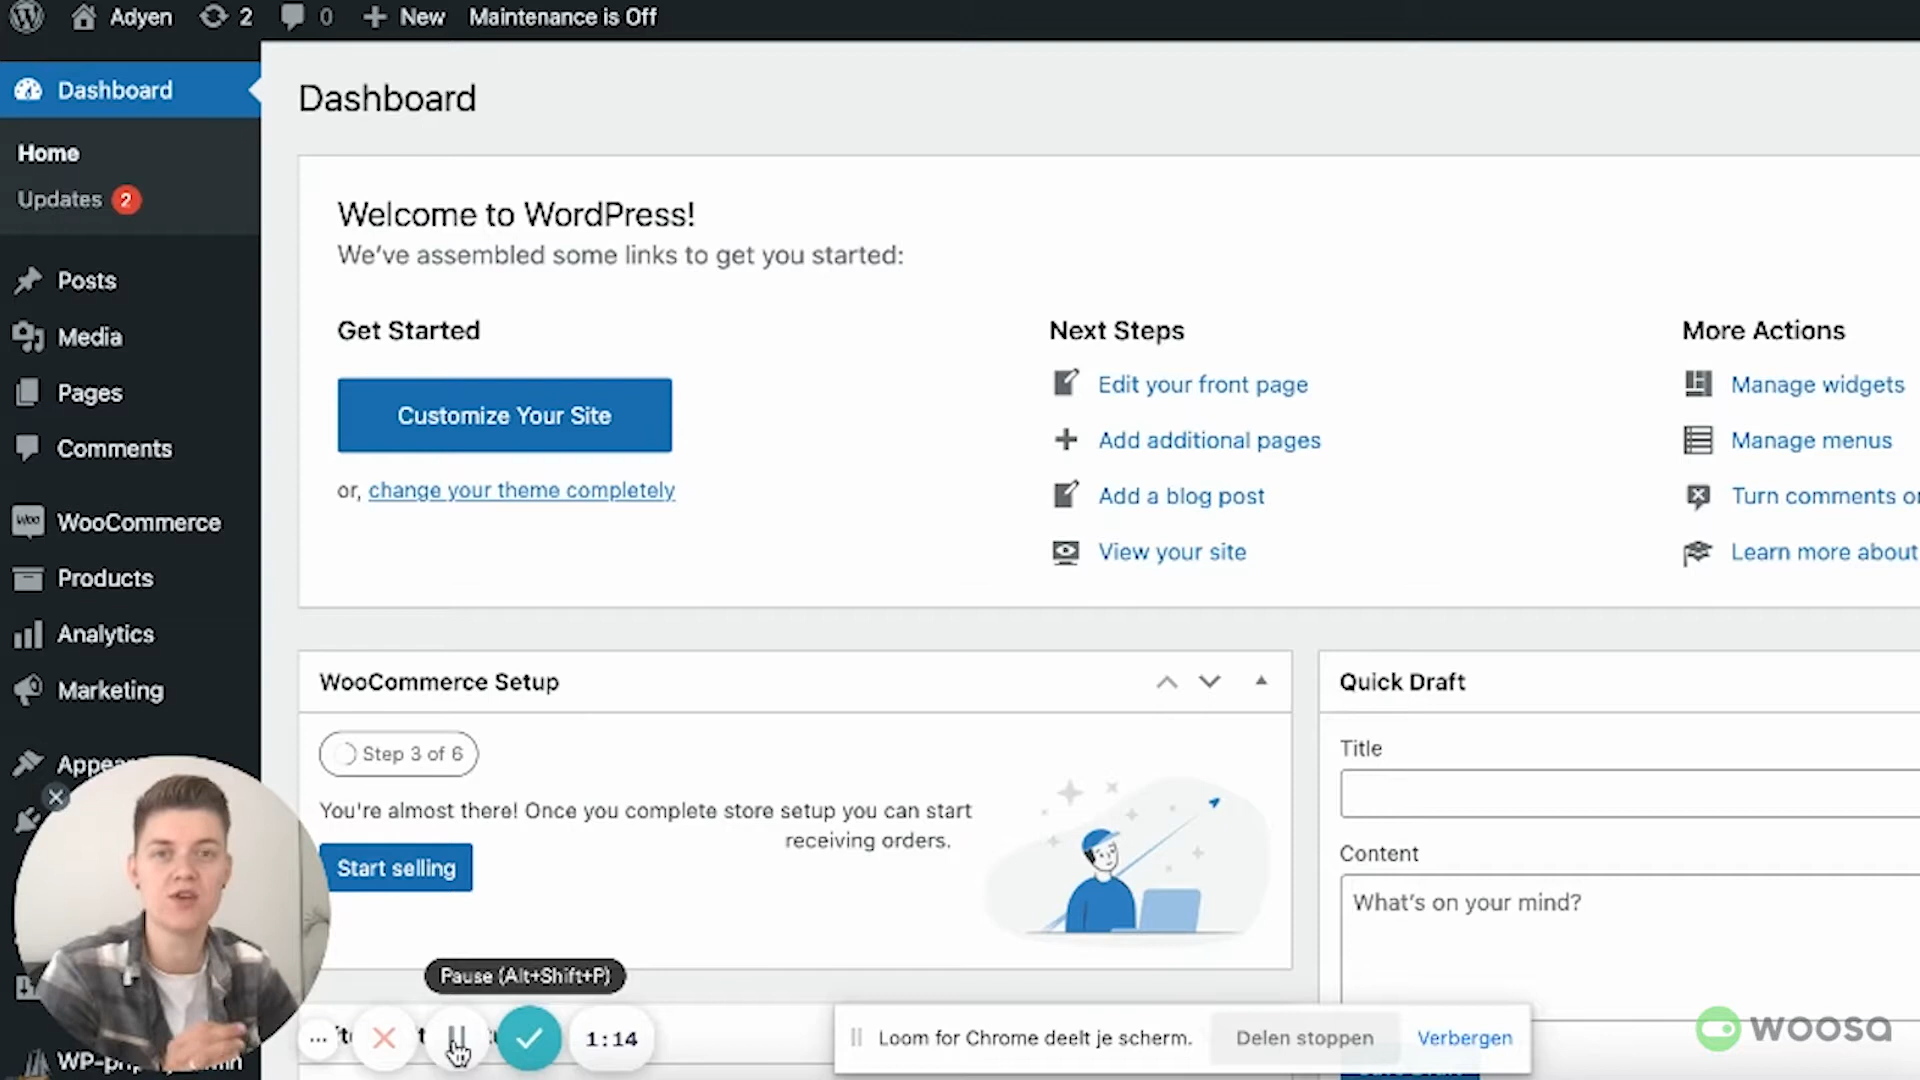 Adyen 2 0 New Maintenance is Off
Dashboard
Home
Updates 2
Posts
Media
Pages
Comments
Woo WooCommerce
Products
Analytics
Marketing
Dashboard
Welcome to WordPress!
We've assembled some links to get you started:
Get Started
Customize Your Site
or, change your theme completely
Next Steps
Edit your front page
Add additional pages
Add a blog post
View your site
More Actions
Manage widgets
Manage menus
Turn comments
Learn more about
WooCommerce Setup
Step 3 of 6
You're almost there! Once you complete store setup you can start
receiving orders.
Start selling
Quick Draft
Title
Content
What's on your mind?
Pause (Alt+Shift+P)
1:14
Loom for Chrome deelt je scherm. Delen stoppen Verbergen
woosa